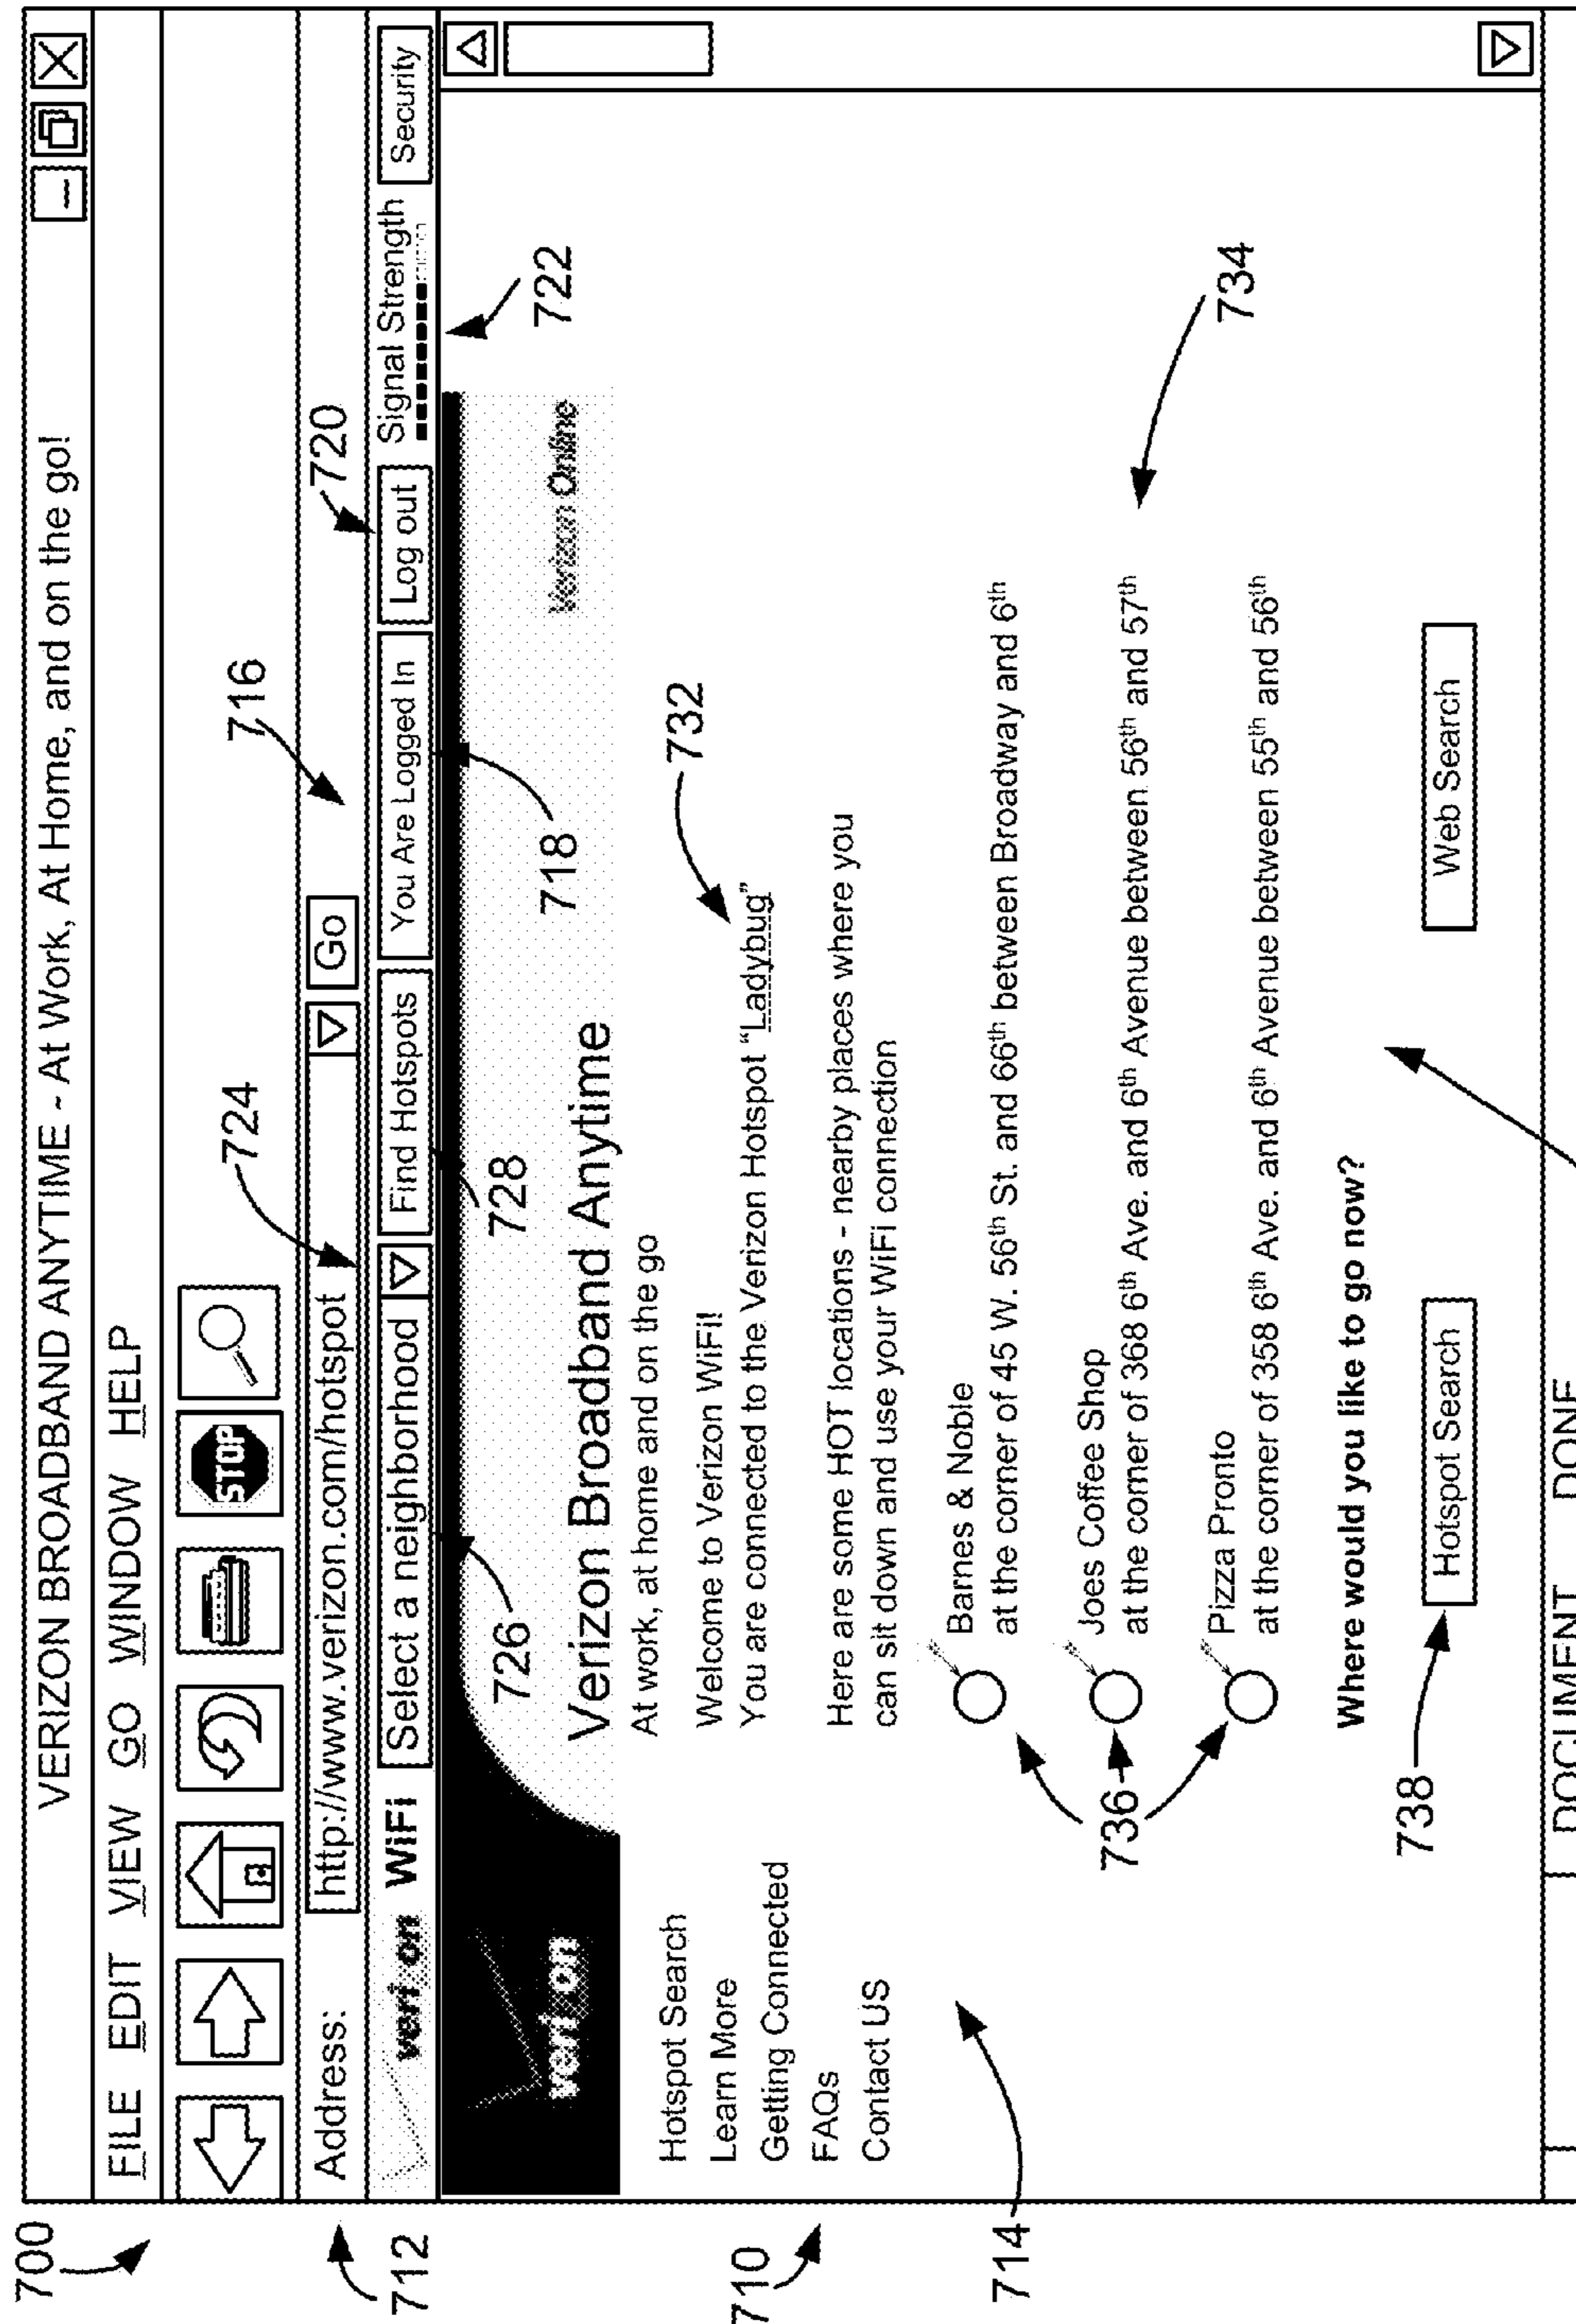 700
VERIZON BROADBAND ANYTIME - At Work, At Home, and on the go!
FILE EDIT VIEW GO WINDOW HELP
STOP
724
716
720
712
Address: http://www.verizon.com/hotspot Go
verizon WiFi Select a neighborhood Find Hotspots You Are Logged In Log out Signal Strength Security
710
verizon
726
728
718
722
Verizon Broadband Anytime
Verizon Online
At work, at home and on the go
Hotspot Search
Learn More
Getting Connected
FAQs
Contact US
714
Welcome to Verizon WiFi!
You are connected to the Verizon Hotspot “Ladybug”
732
Here are some HOT locations - nearby places where you
can sit down and use your WiFi connection
Barnes & Noble
at the corner of 45 W. 56th St. and 66th between Broadway and 6th
736
Joes Coffee Shop
at the corner of 368 6th Ave. and 6th Avenue between 56th and 57th
734
Pizza Pronto
at the corner of 358 6th Ave. and 6th Avenue between 55th and 56th
Where would you like to go now?
738
Hotspot Search Web Search
DOCUMENT DONE